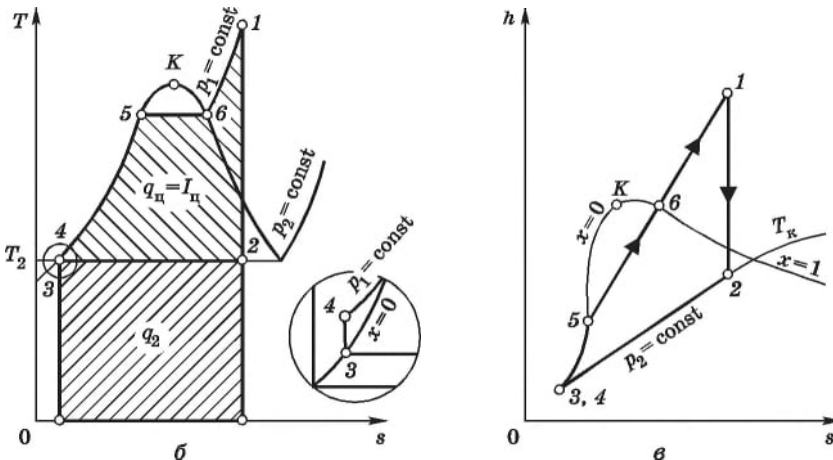 T
1
K
p₁ = const
5
6
qц = Iц
p₂ = const
4
T₂
2
3
q₂
p₁ = const
4
x=0
3
0
s
б
h
1
K
x=0
6
Tк
x=1
2
5
p₂ = const
3, 4
0
s
в